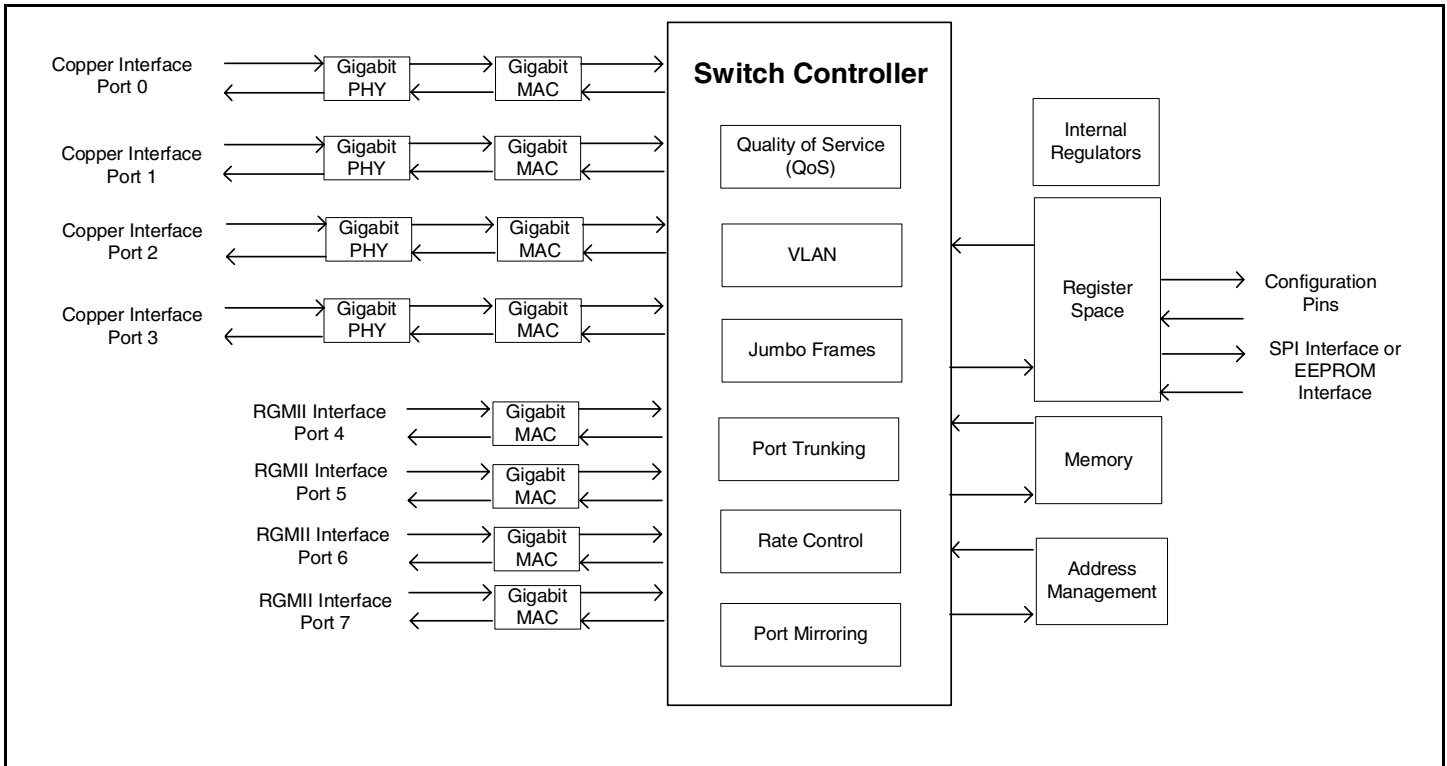 Copper Interface
Port 0
Gigabit
PHY
Gigabit
MAC
Copper Interface
Port 1
Gigabit
PHY
Gigabit
MAC
Copper Interface
Port 2
Gigabit
PHY
Gigabit
MAC
Copper Interface
Port 3
Gigabit
PHY
Gigabit
MAC
RGMII Interface
Port 4
Gigabit
MAC
RGMII Interface
Port 5
Gigabit
MAC
RGMII Interface
Port 6
Gigabit
MAC
RGMII Interface
Port 7
Gigabit
MAC
Switch Controller
Quality of Service
(QoS)
VLAN
Jumbo Frames
Port Trunking
Rate Control
Port Mirroring
Internal
Regulators
Register
Space
Configuration
Pins
SPI Interface or
EEPROM
Interface
Memory
Address
Management